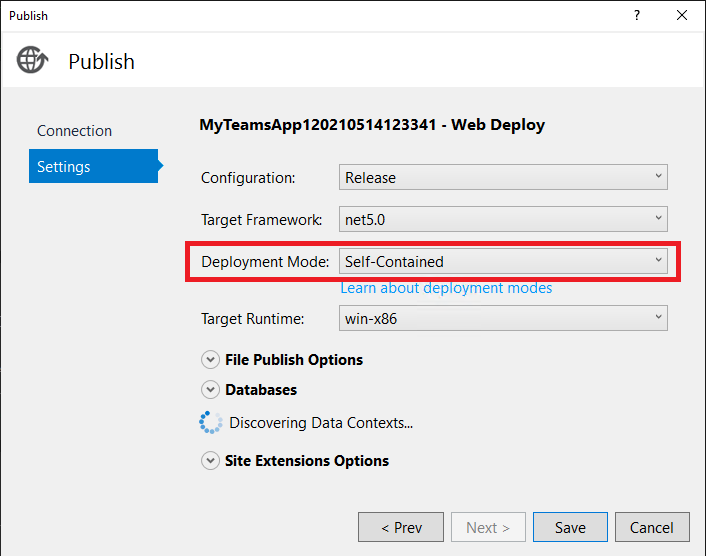 Publish
?
Publish
Connection
Settings
MyTeamsApp120210514123341 - Web Deploy
Configuration: Release
Target Framework: net5.0
Deployment Mode: Self-Contained
Learn about deployment modes
Target Runtime: win-x86
File Publish Options
Databases
Discovering Data Contexts...
Site Extensions Options
< Prev Next > Save Cancel